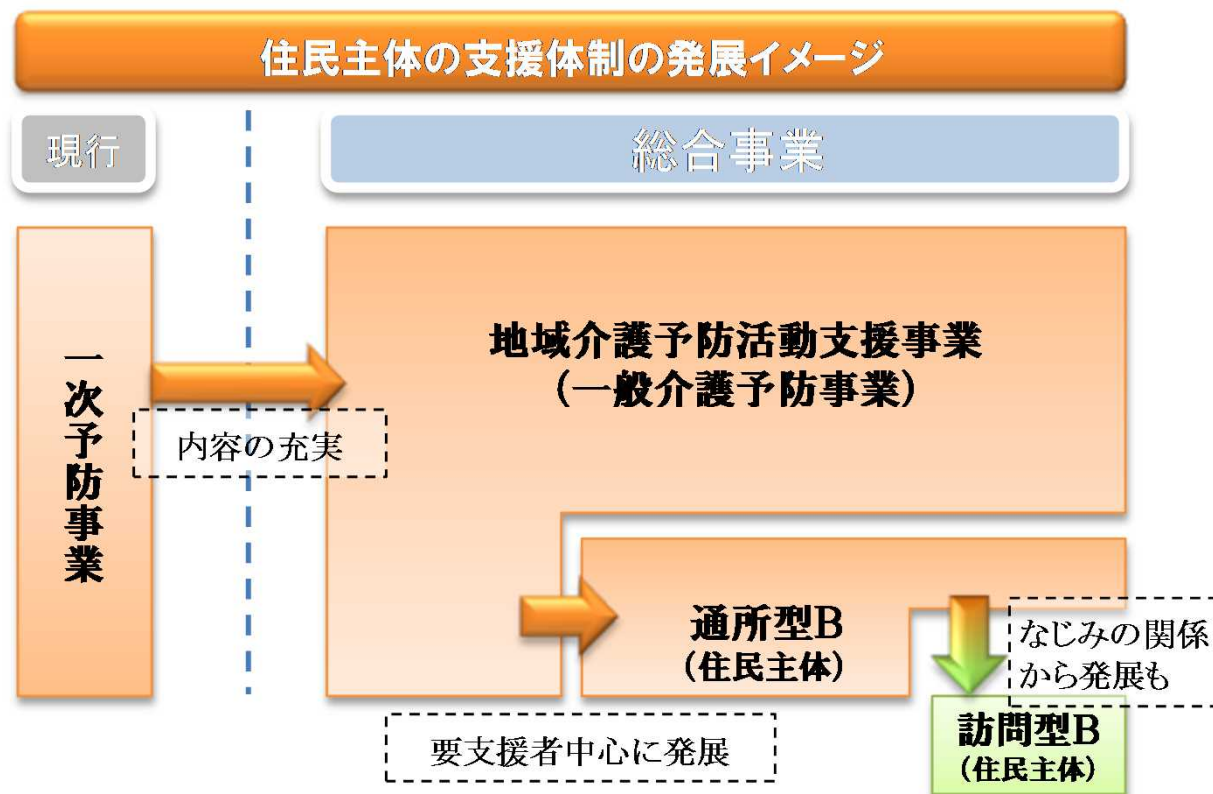 住民主体の支援体制の発展イメージ
現行
総合事業
一次予防事業
内容の充実
地域介護予防活動支援事業
（一般介護予防事業）
通所型B
（住民主体）
なじみの関係
から発展も
要支援者中心に発展
訪問型B
（住民主体）